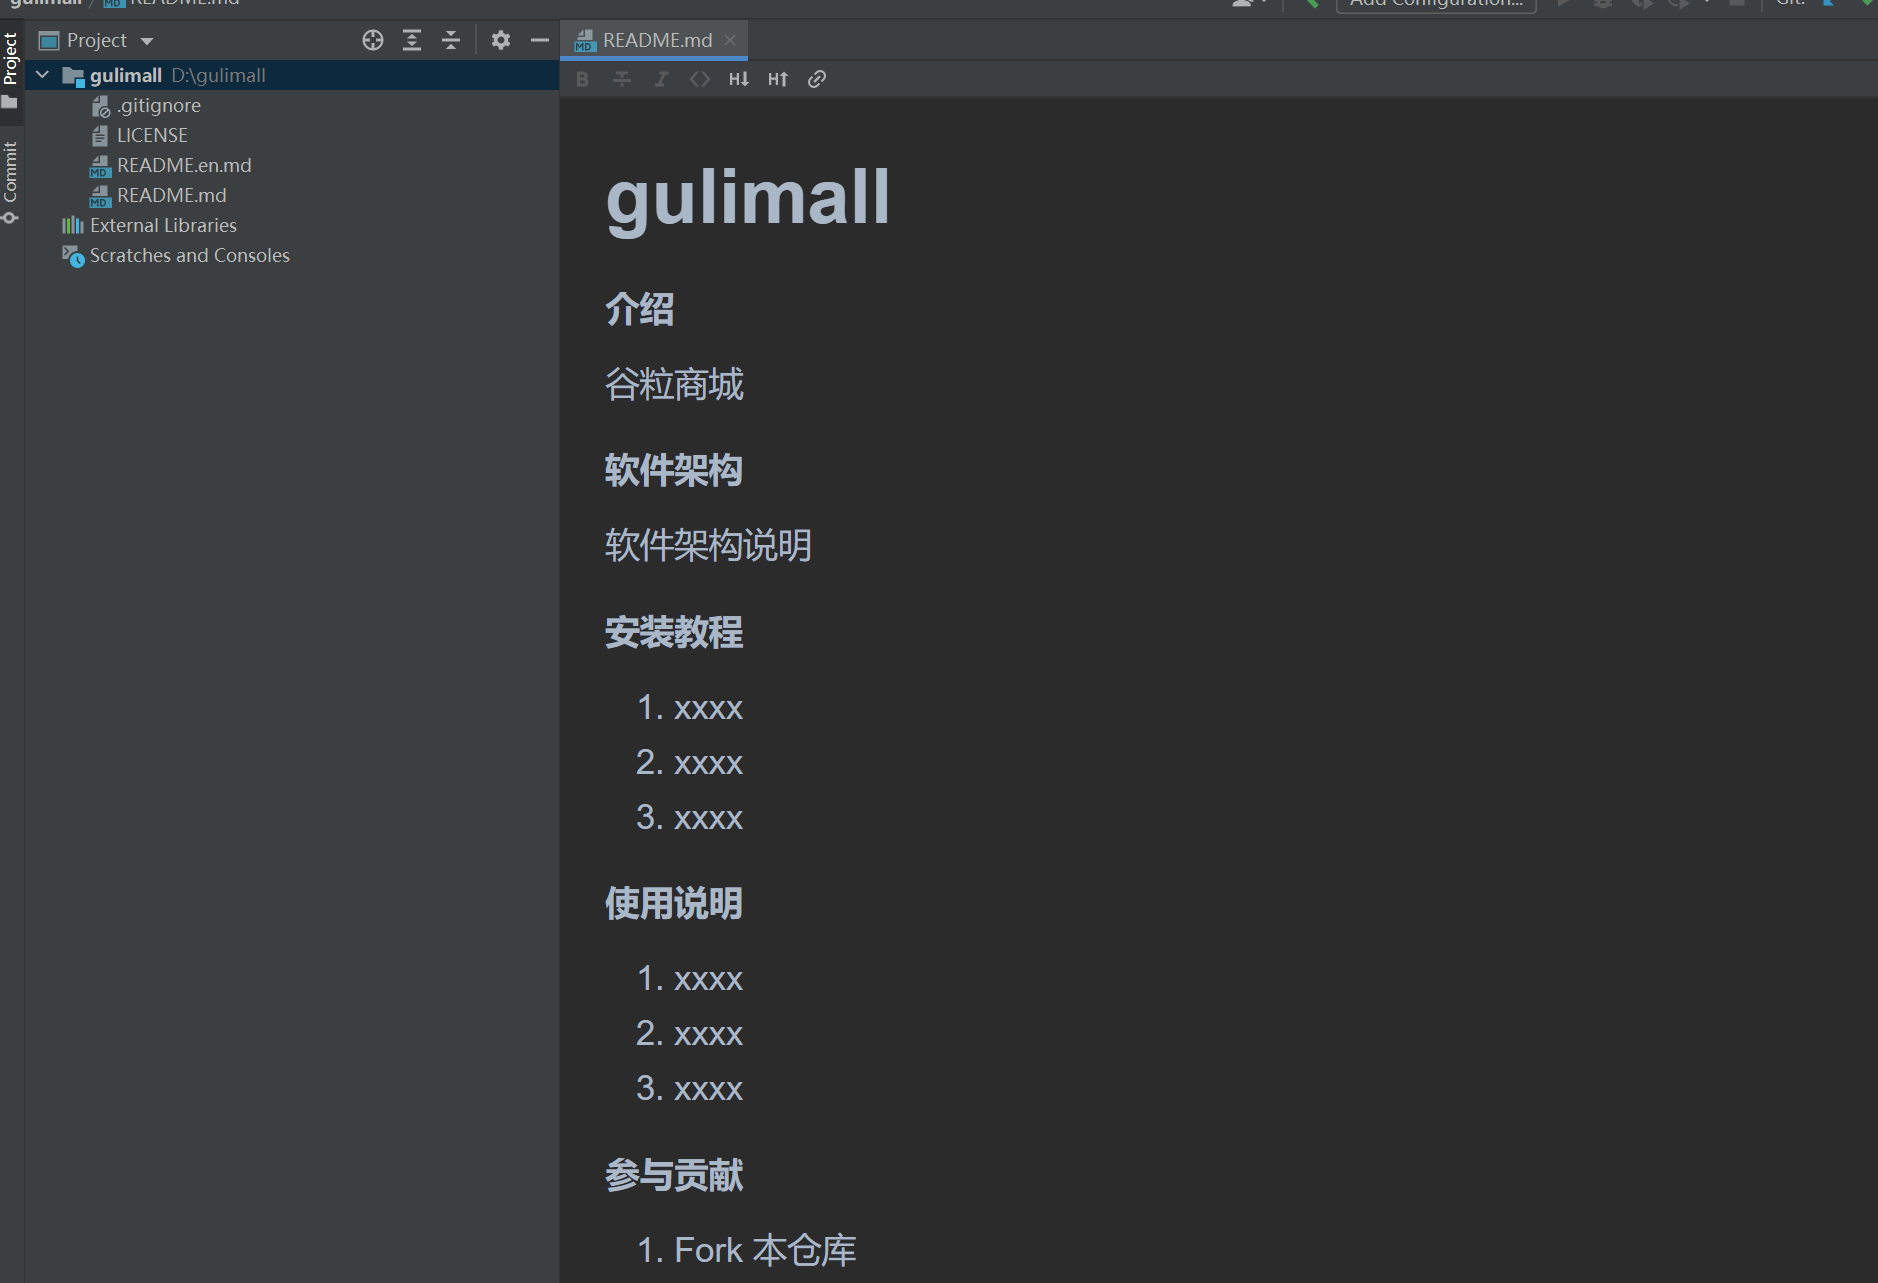 gulimall / README.md
Add Configuration...
Git:
Project
Commit
Project
gulimall D:\gulimall
.gitignore
LICENSE
MD README.en.md
MD README.md
External Libraries
Scratches and Consoles
MD README.md
B I <> H↓ H↑
gulimall
介绍
谷粒商城
软件架构
软件架构说明
安装教程
1. xxxx
2. xxxx
3. xxxx
使用说明
1. xxxx
2. xxxx
3. xxxx
参与贡献
1. Fork 本仓库